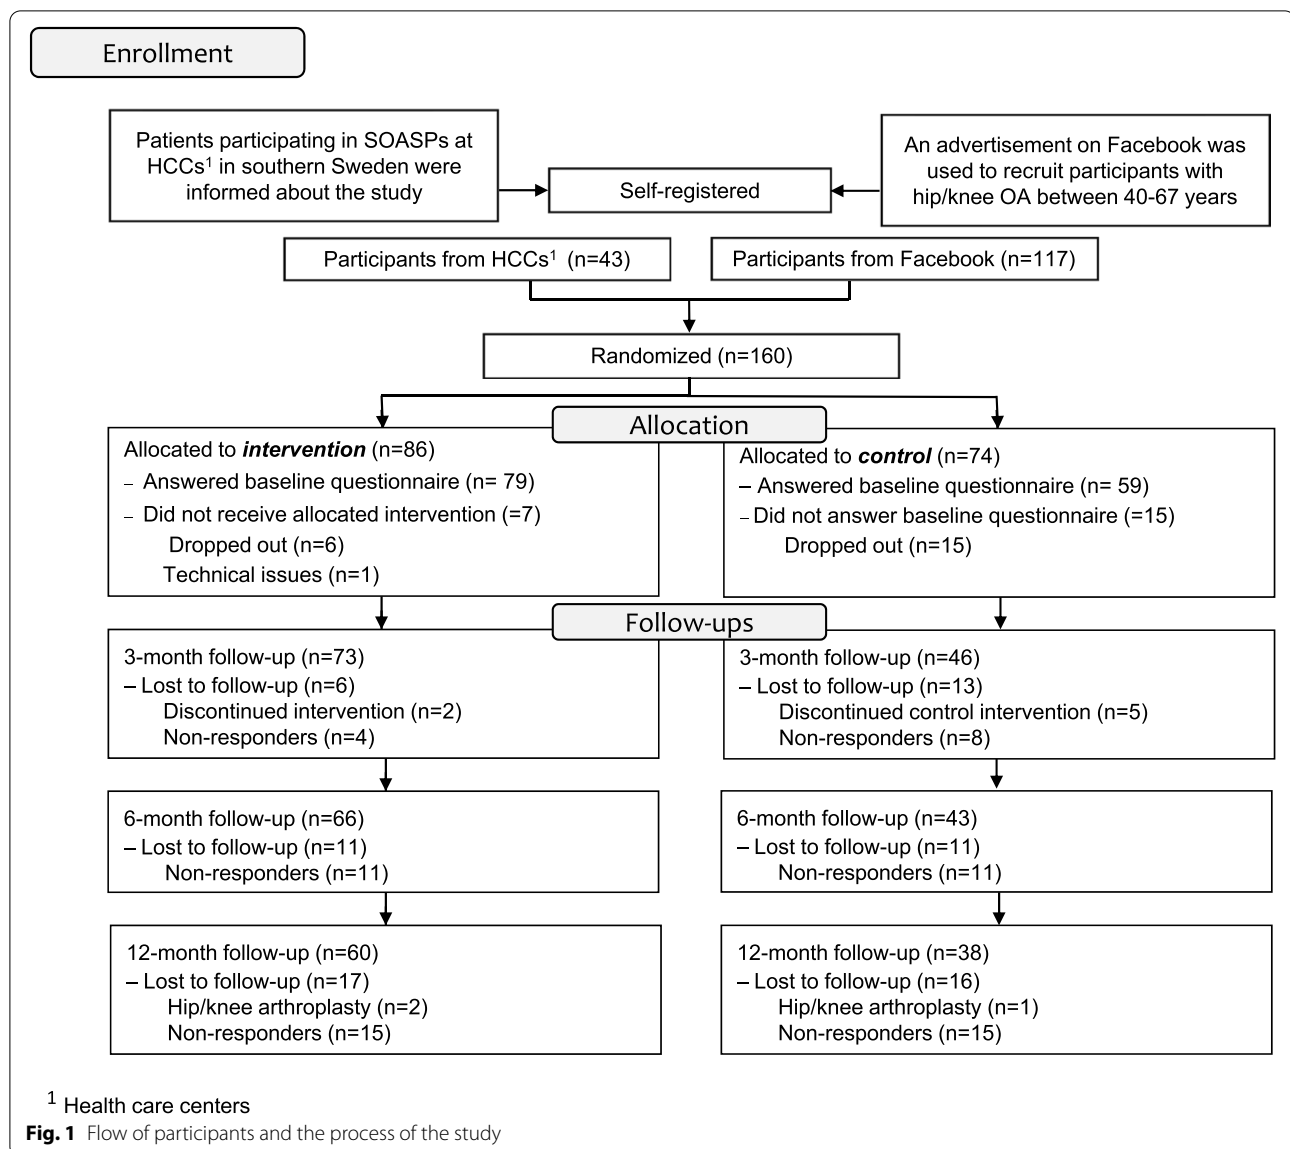 Enrollment
Patients participating in SOASPs at
HCCs¹ in southern Sweden were
informed about the study
Self-registered
An advertisement on Facebook was
used to recruit participants with
hip/knee OA between 40-67 years
Participants from HCCs¹ (n=43)
Participants from Facebook (n=117)
Randomized (n=160)
Allocation
Allocated to intervention (n=86)
– Answered baseline questionnaire (n= 79)
– Did not receive allocated intervention (=7)
Dropped out (n=6)
Technical issues (n=1)
Allocated to control (n=74)
– Answered baseline questionnaire (n= 59)
– Did not answer baseline questionnaire (=15)
Dropped out (n=15)
Follow-ups
3-month follow-up (n=73)
– Lost to follow-up (n=6)
Discontinued intervention (n=2)
Non-responders (n=4)
3-month follow-up (n=46)
– Lost to follow-up (n=13)
Discontinued control intervention (n=5)
Non-responders (n=8)
6-month follow-up (n=66)
– Lost to follow-up (n=11)
Non-responders (n=11)
6-month follow-up (n=43)
– Lost to follow-up (n=11)
Non-responders (n=11)
12-month follow-up (n=60)
– Lost to follow-up (n=17)
Hip/knee arthroplasty (n=2)
Non-responders (n=15)
12-month follow-up (n=38)
– Lost to follow-up (n=16)
Hip/knee arthroplasty (n=1)
Non-responders (n=15)
¹ Health care centers
Fig. 1 Flow of participants and the process of the study